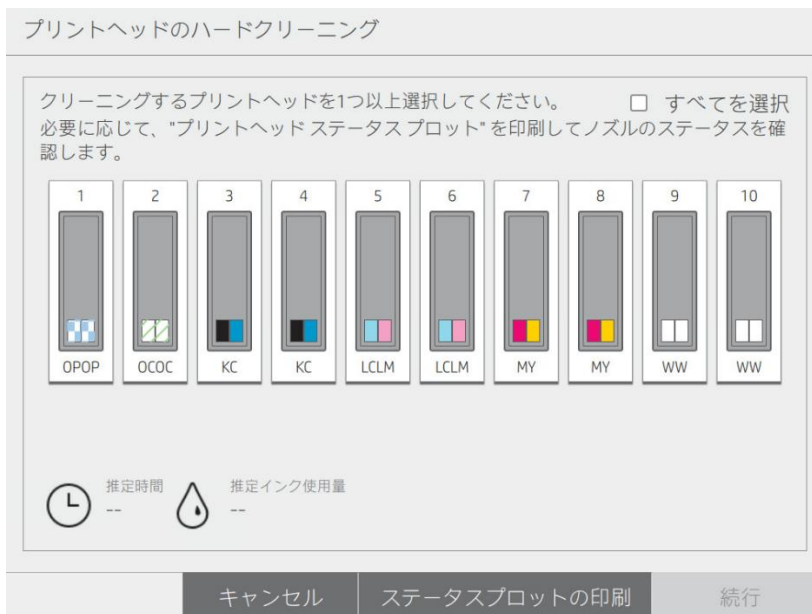 プリントヘッドのハードクリーニング
クリーニングするプリントヘッドを1つ以上選択してください。 すべてを選択
必要に応じて、"プリントヘッド ステータス プロット" を印刷してノズルのステータスを確
認します。
1 2 3 4 5 6 7 8 9 10
OPOP OCOC KC KC LCLM LCLM MY MY WW WW
推定時間 推定インク使用量
-- --
キャンセル ステータスプロットの印刷 続行